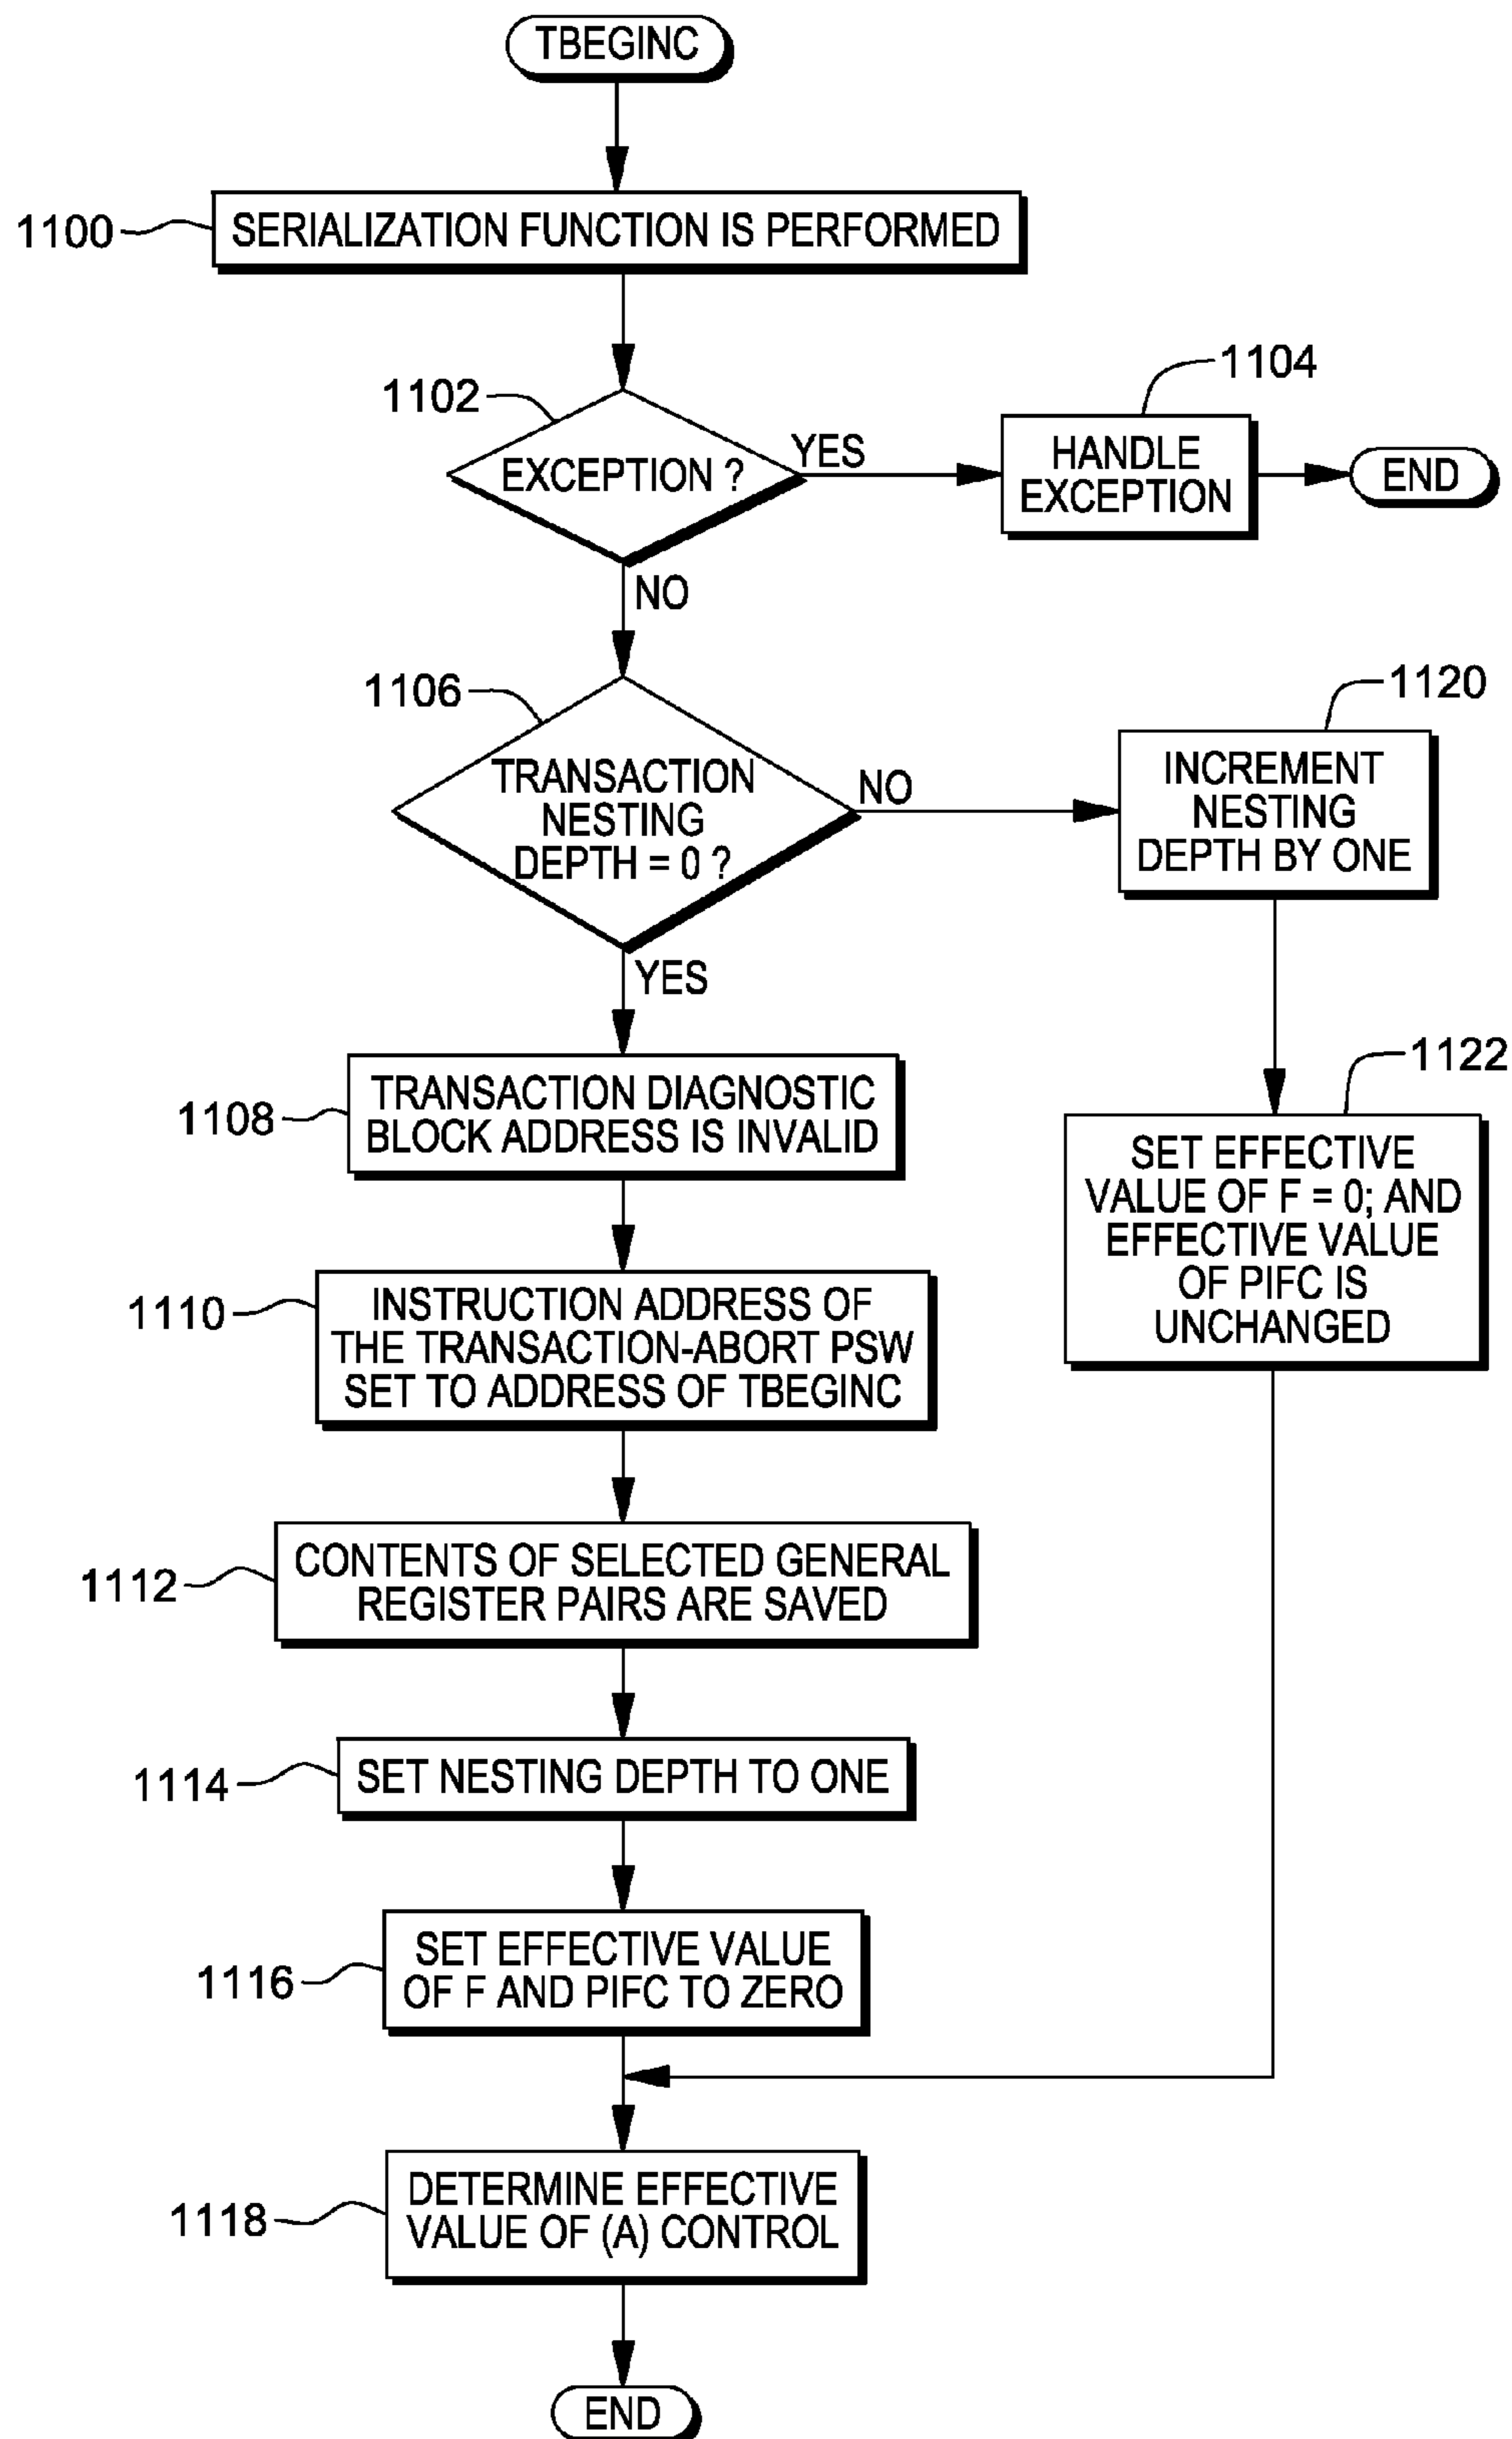 TBEGINC
1100
SERIALIZATION FUNCTION IS PERFORMED
1102
EXCEPTION ?
YES
1104
HANDLE
EXCEPTION
END
NO
1106
TRANSACTION
NESTING
DEPTH = 0 ?
NO
1120
INCREMENT
NESTING
DEPTH BY ONE
YES
1122
SET EFFECTIVE
VALUE OF F = 0; AND
EFFECTIVE VALUE
OF PIFC IS
UNCHANGED
1108
TRANSACTION DIAGNOSTIC
BLOCK ADDRESS IS INVALID
1110
INSTRUCTION ADDRESS OF
THE TRANSACTION-ABORT PSW
SET TO ADDRESS OF TBEGINC
1112
CONTENTS OF SELECTED GENERAL
REGISTER PAIRS ARE SAVED
1114
SET NESTING DEPTH TO ONE
1116
SET EFFECTIVE VALUE
OF F AND PIFC TO ZERO
1118
DETERMINE EFFECTIVE
VALUE OF (A) CONTROL
END